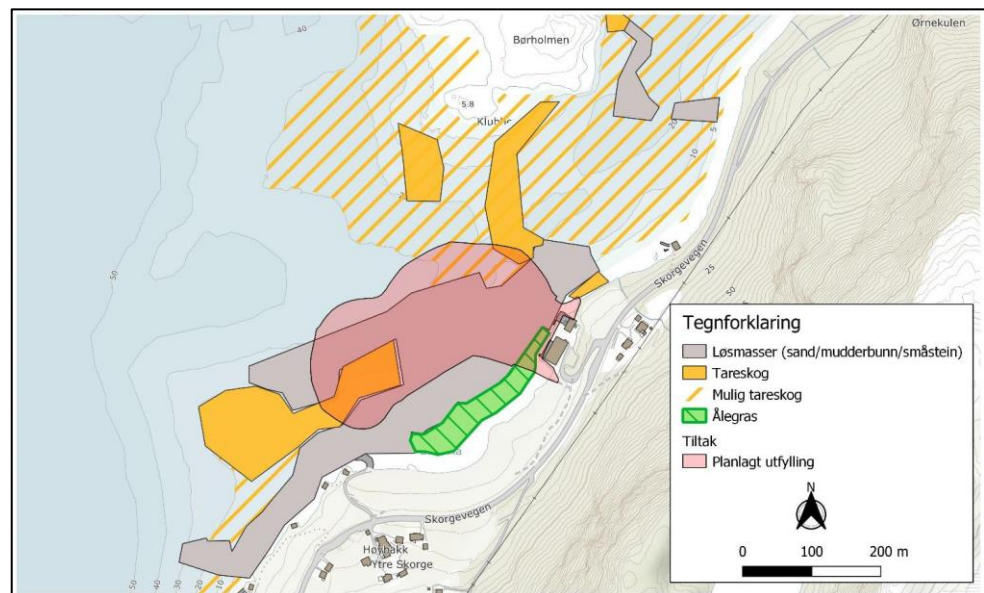 Ørnekulen
Børholmen
40
5.8
20
5
10
Skorgevegen
25
50
50
Tegnforklaring
Løsmasser (sand/mudderbunn/småstein)
Tareskog
Mulig tareskog
Ålegras
Tiltak
Planlagt utfylling
N
0 100 200 m
Skorgevegen
Høybakk
Ytre Skorge
50
40
30
20
10